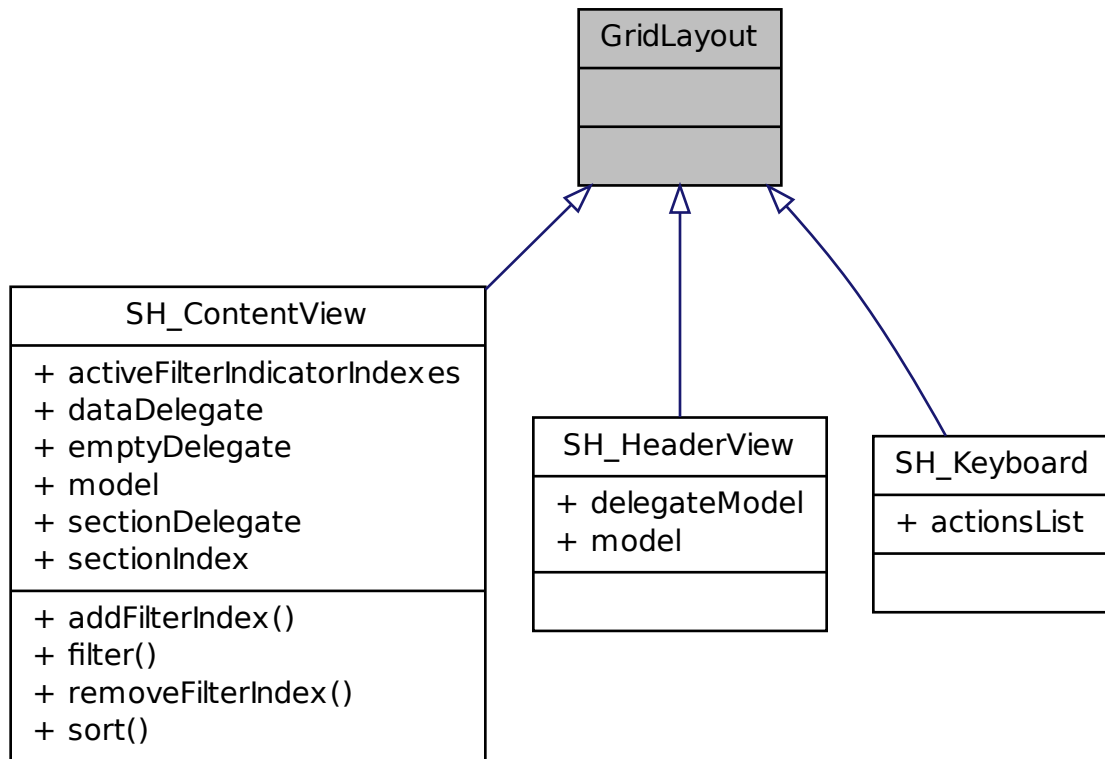 GridLayout
SH_ContentView
+ activeFilterIndicatorIndexes
+ dataDelegate
+ emptyDelegate
+ model
+ sectionDelegate
+ sectionIndex
+ addFilterIndex()
+ filter()
+ removeFilterIndex()
+ sort()
SH_HeaderView
+ delegateModel
+ model
SH_Keyboard
+ actionsList